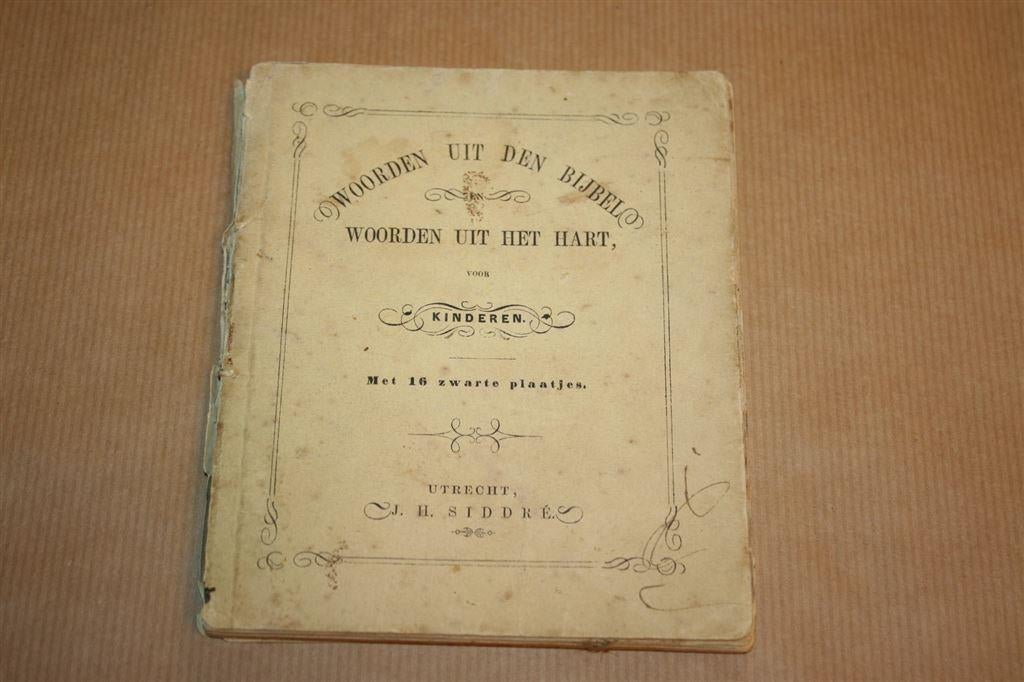 WOORDEN UIT DEN BIJBEL
EN
WOORDEN UIT HET HART,
VOOR
KINDEREN.
Met 16 zwarte plaatjes.
UTRECHT,
J. H. SIDDRÉ.